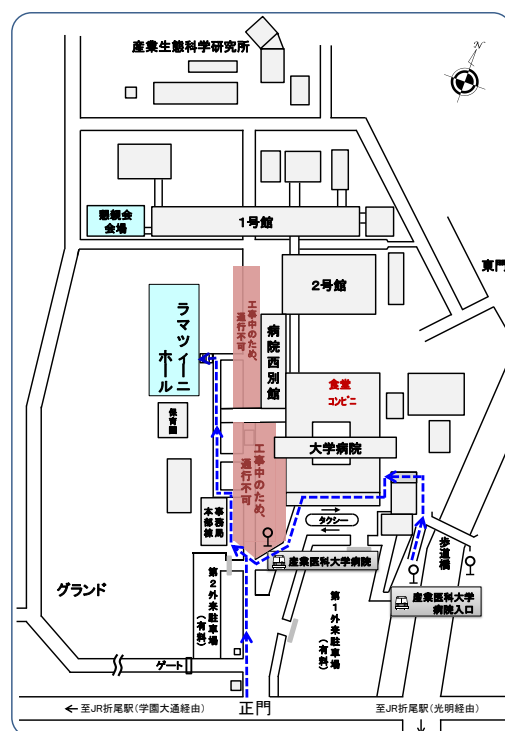 産業生態科学研究所
N
懇親会
会場
1号館
東門
2号館
ラマツィーニ
ホール
工事中のため、
通行不可
病院西別館
食堂
コンビニ
保育園
大学病院
工事中のため、
通行不可
事務局
本部棟
タクシー
歩道橋
産業医科大学病院
グランド
第2外来駐車場
(有料)
第1外来駐車場
(有料)
産業医科大学
病院入口
ゲート
←至JR折尾駅(学園大通経由)
正門
至JR折尾駅(光明経由)